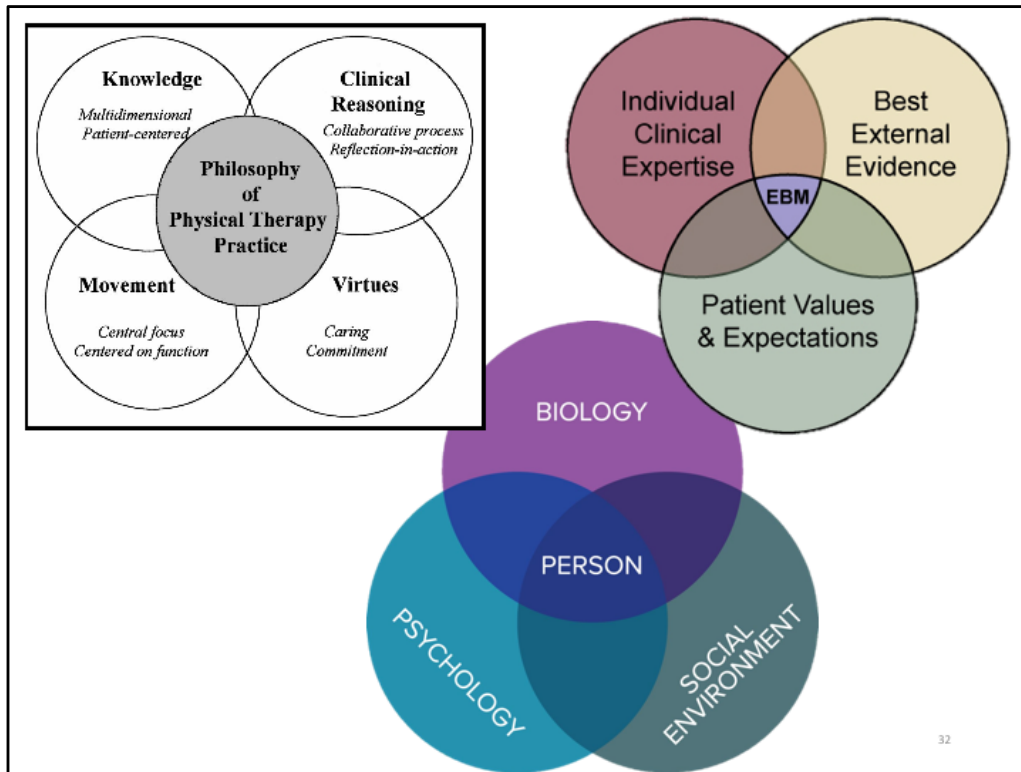 Knowledge
Multidimensional
Patient-centered
Clinical
Reasoning
Collaborative process
Reflection-in-action
Philosophy
of
Physical Therapy
Practice
Movement
Central focus
Centered on function
Virtues
Caring
Commitment
Individual
Clinical
Expertise
Best
External
Evidence
EBM
Patient Values
& Expectations
BIOLOGY
PERSON
PSYCHOLOGY
SOCIAL
ENVIRONMENT
32